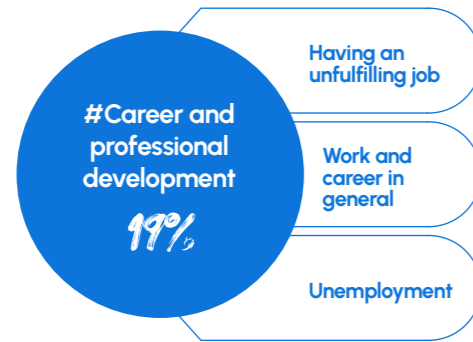 #Career and
professional
development
19%
Having an
unfulfilling job
Work and
career in
general
Unemployment